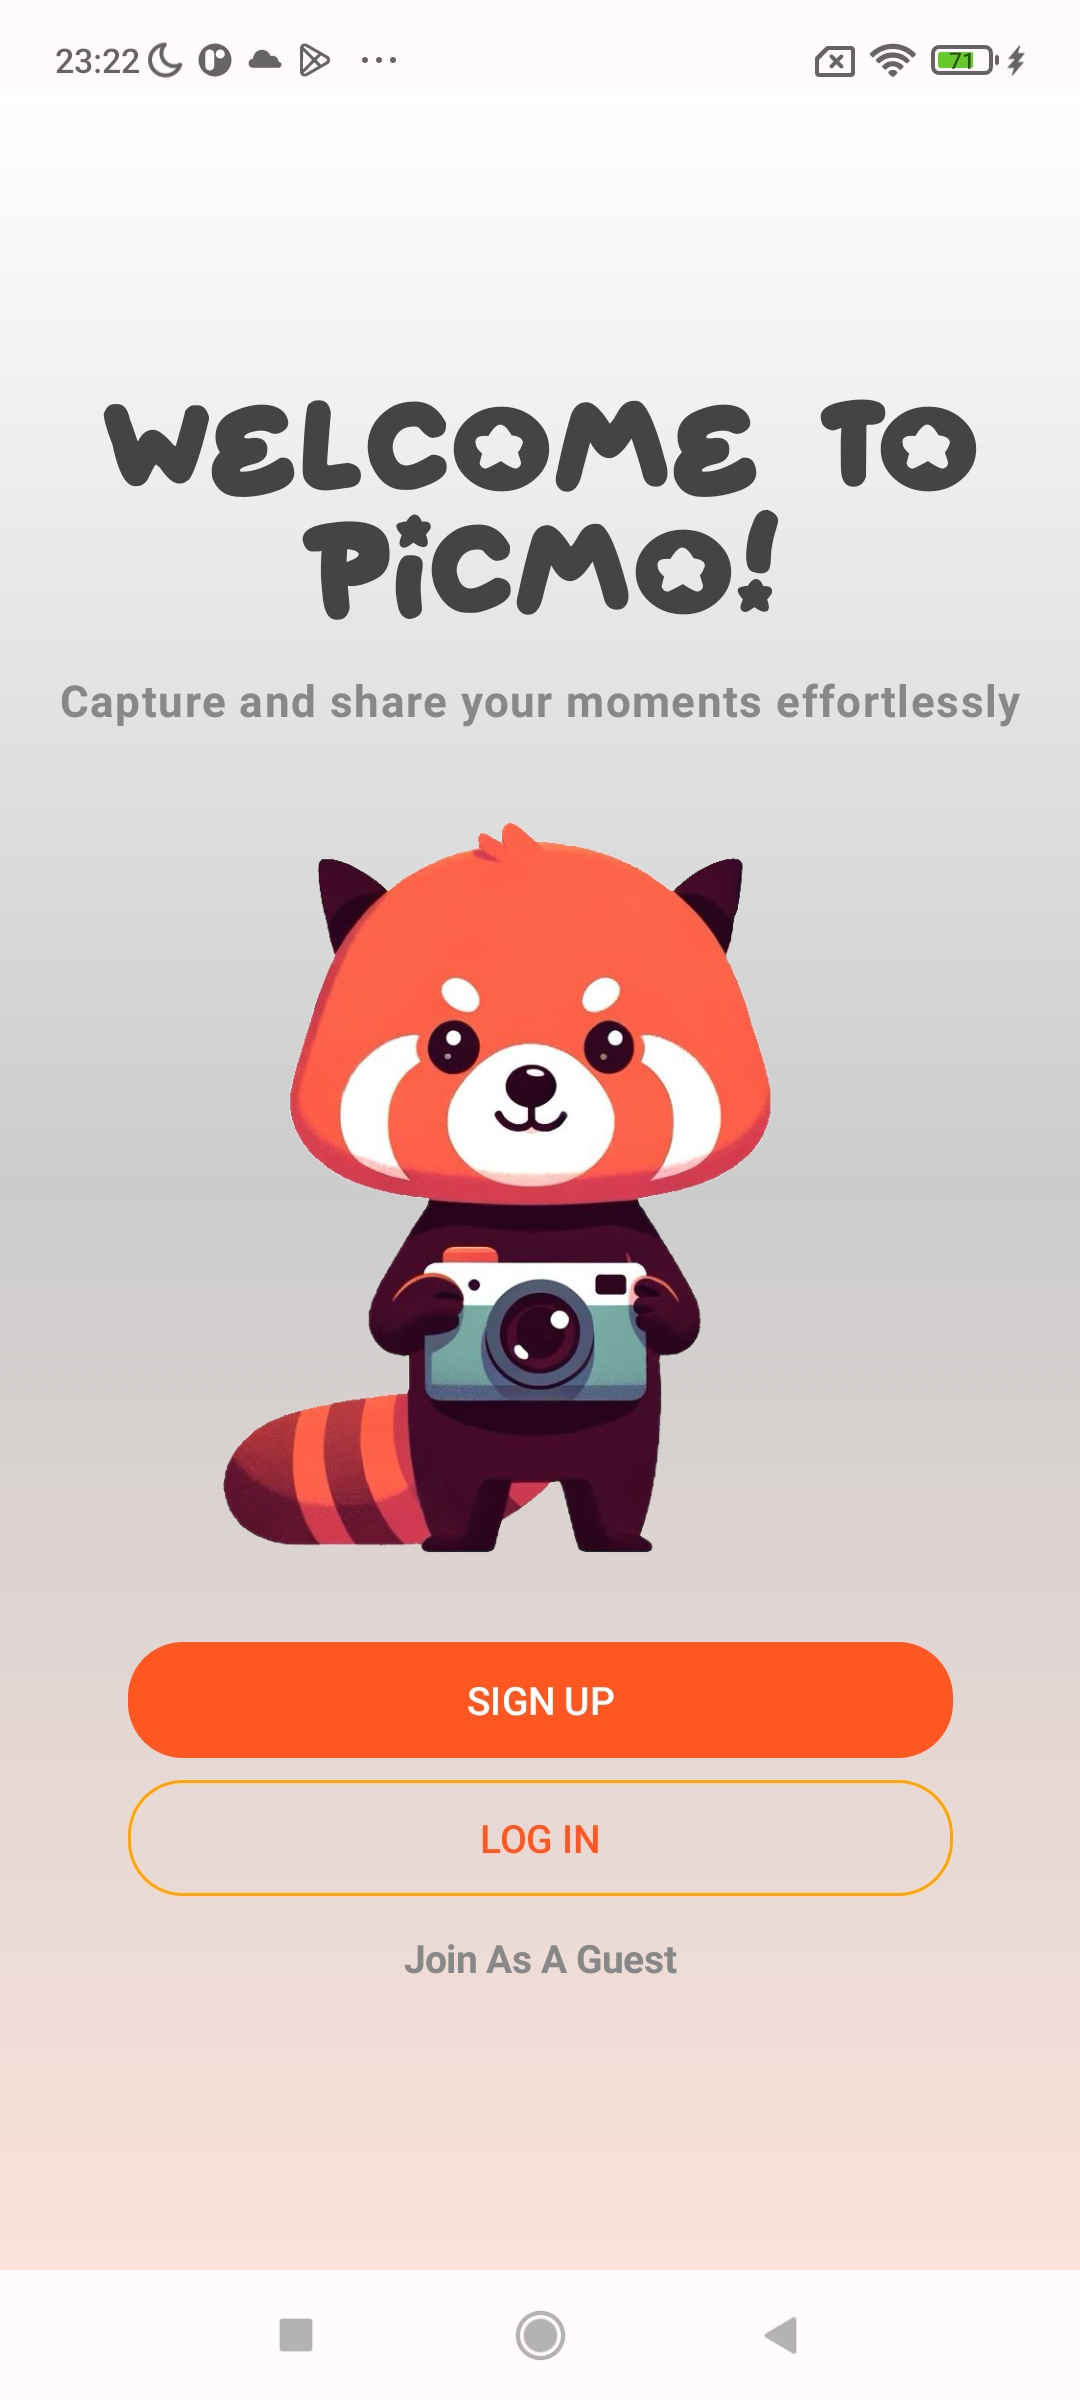 23:22
71
WELCOME TO
PiCMO!
Capture and share your moments effortlessly
SIGN UP
LOG IN
Join As A Guest